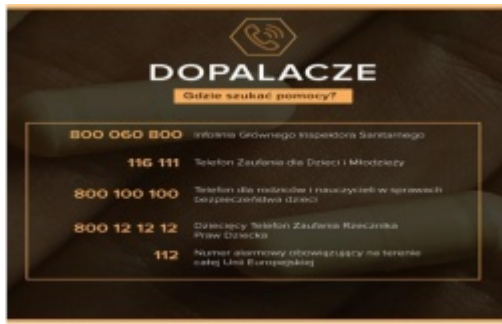 DOPALACZE
Gdzie szukać pomocy?
800 060 800 Infolinia Głównego Inspektora Sanitarnego
116 111 Telefon Zaufania dla Dzieci i Młodzieży
800 100 100 Telefon dla rodziców i nauczycieli w sprawach
bezpieczeństwa dzieci
800 12 12 12 Dziecięcy Telefon Zaufania Rzecznika
Praw Dziecka
112 Numer alarmowy obowiązujący na terenie
całej Unii Europejskiej